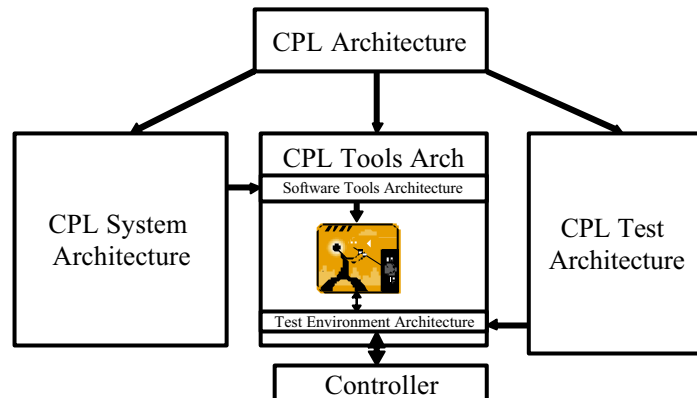 CPL Architecture
CPL Tools Arch
Software Tools Architecture
CPL System
Architecture
CPL Test
Architecture
Test Environment Architecture
Controller